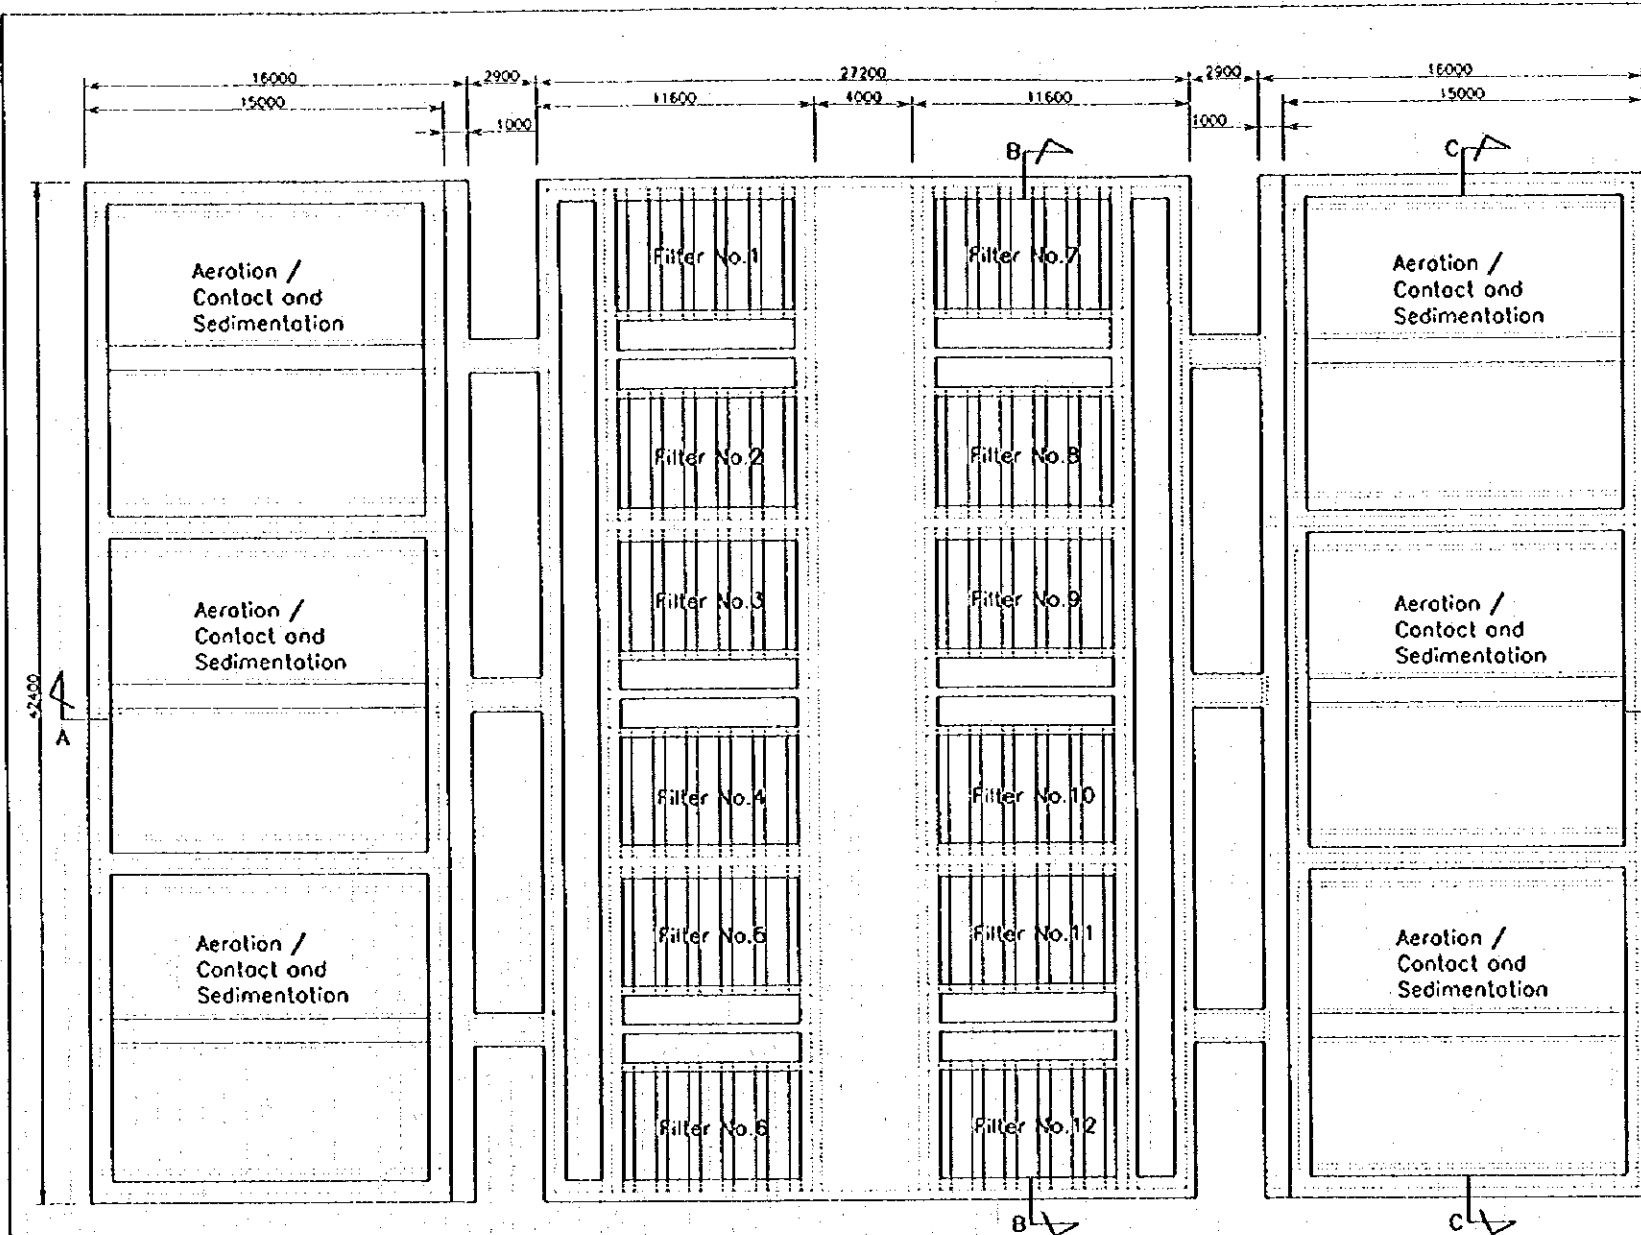 16000 2900 27200 2900 16000
15000 11600 4000 11600 15000
1000 1000
B C
Filter No.1 Filter No.7
Aeration /
Contact and
Sedimentation
Aeration /
Contact and
Sedimentation
Filter No.2 Filter No.8
Filter No.3 Filter No.9
Aeration /
Contact and
Sedimentation
Aeration /
Contact and
Sedimentation
42400
A
Filter No.4 Filter No.10
Filter No.5 Filter No.11
Aeration /
Contact and
Sedimentation
Aeration /
Contact and
Sedimentation
Filter No.6 Filter No.12
B C